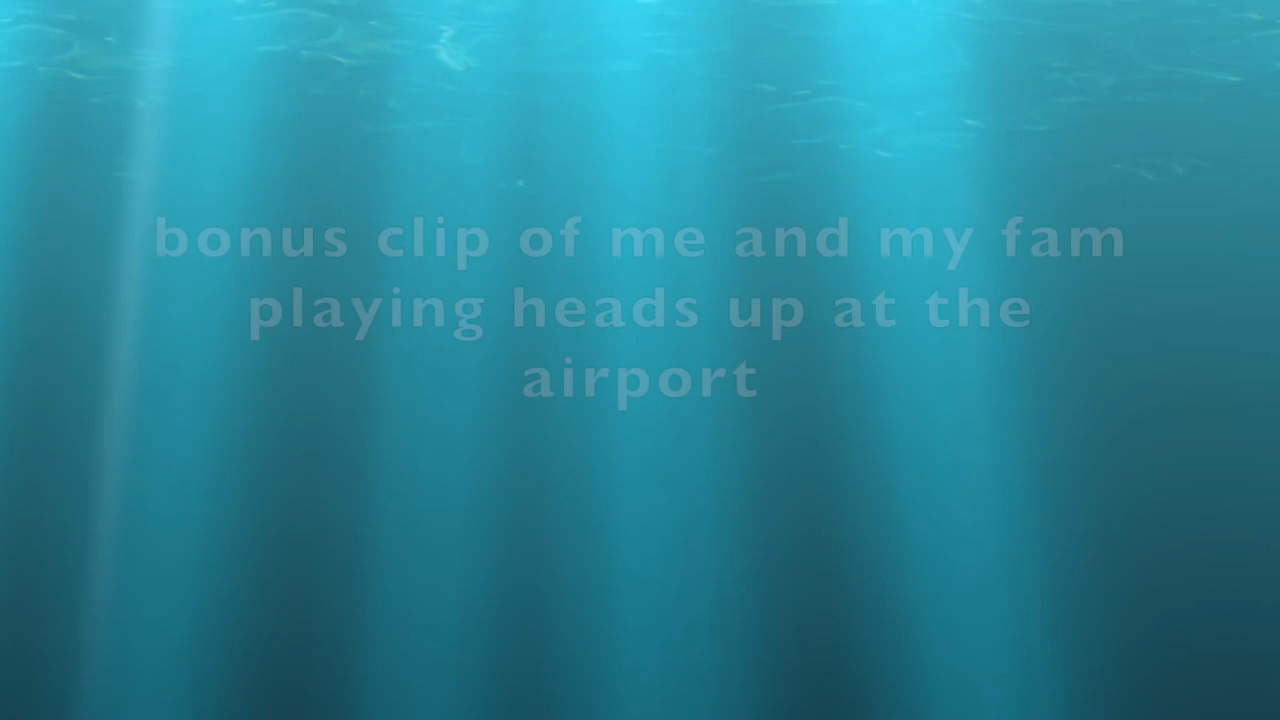 bonus clip of me and my fam
playing heads up at the
airport